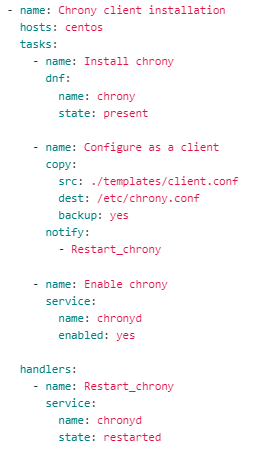 - name: Chrony client installation
  hosts: centos
  tasks:
    - name: Install chrony
      dnf:
        name: chrony
        state: present

    - name: Configure as a client
      copy:
        src: ./templates/client.conf
        dest: /etc/chrony.conf
        backup: yes
      notify:
        - Restart_chrony

    - name: Enable chrony
      service:
        name: chronyd
        enabled: yes

  handlers:
    - name: Restart_chrony
      service:
        name: chronyd
        state: restarted